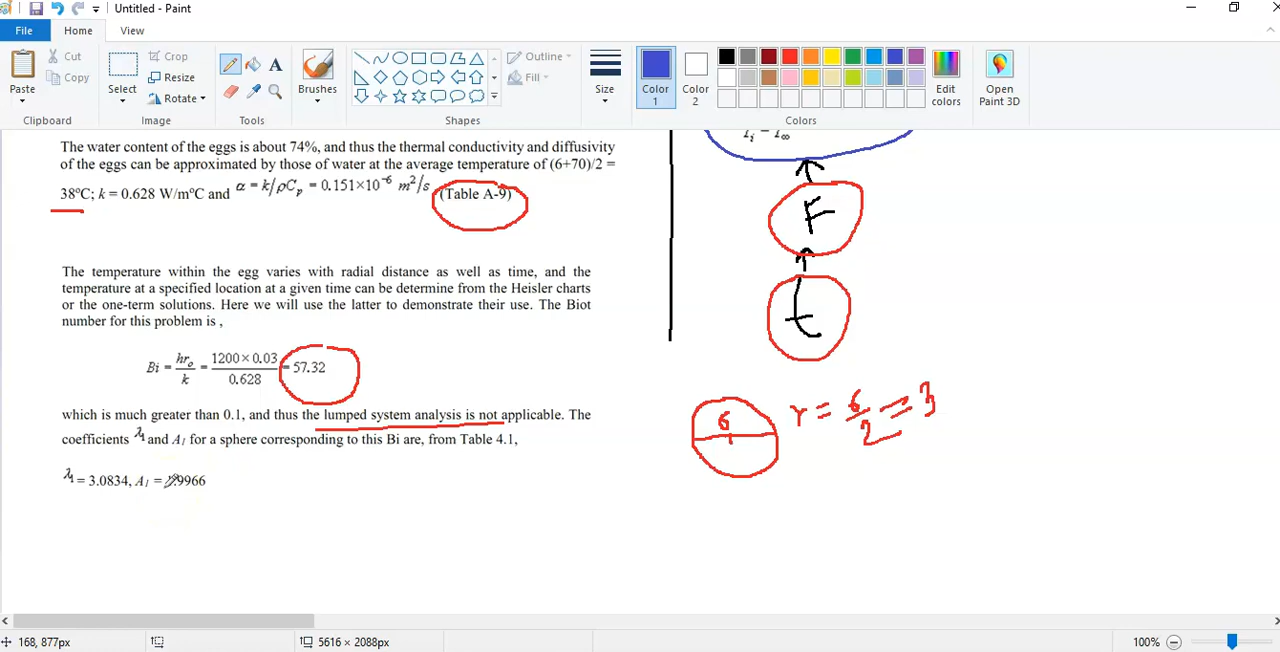 Untitled - Paint
File Home View
Paste
Cut
Copy
Clipboard
Select
Crop
Resize
Rotate
Image
Tools
Brushes
Shapes
Outline
Fill
Size
Color 1
Color 2
Colors
Edit colors
Open Paint 3D
The water content of the eggs is about 74%, and thus the thermal conductivity and diffusivity
of the eggs can be approximated by those of water at the average temperature of (6+70)/2 =
38ºC; k = 0.628 W/mºC and α = k/ρCp = 0.151×10⁻⁶ m²/s (Table A-9)
The temperature within the egg varies with radial distance as well as time, and the
temperature at a specified location at a given time can be determined from the Heisler charts
or the one-term solutions. Here we will use the latter to demonstrate their use. The Biot
number for this problem is ,
Bi = hr₀/k = 1200×0.03/0.628 = 57.32
which is much greater than 0.1, and thus the lumped system analysis is not applicable. The
coefficients λ₁ and A₁ for a sphere corresponding to this Bi are, from Table 4.1,
λ₁ = 3.0834, A₁ = 1.9966
Ti − T∞
F
t
6
r = 6/2 = 3
168, 877px
5616 × 2088px
100%